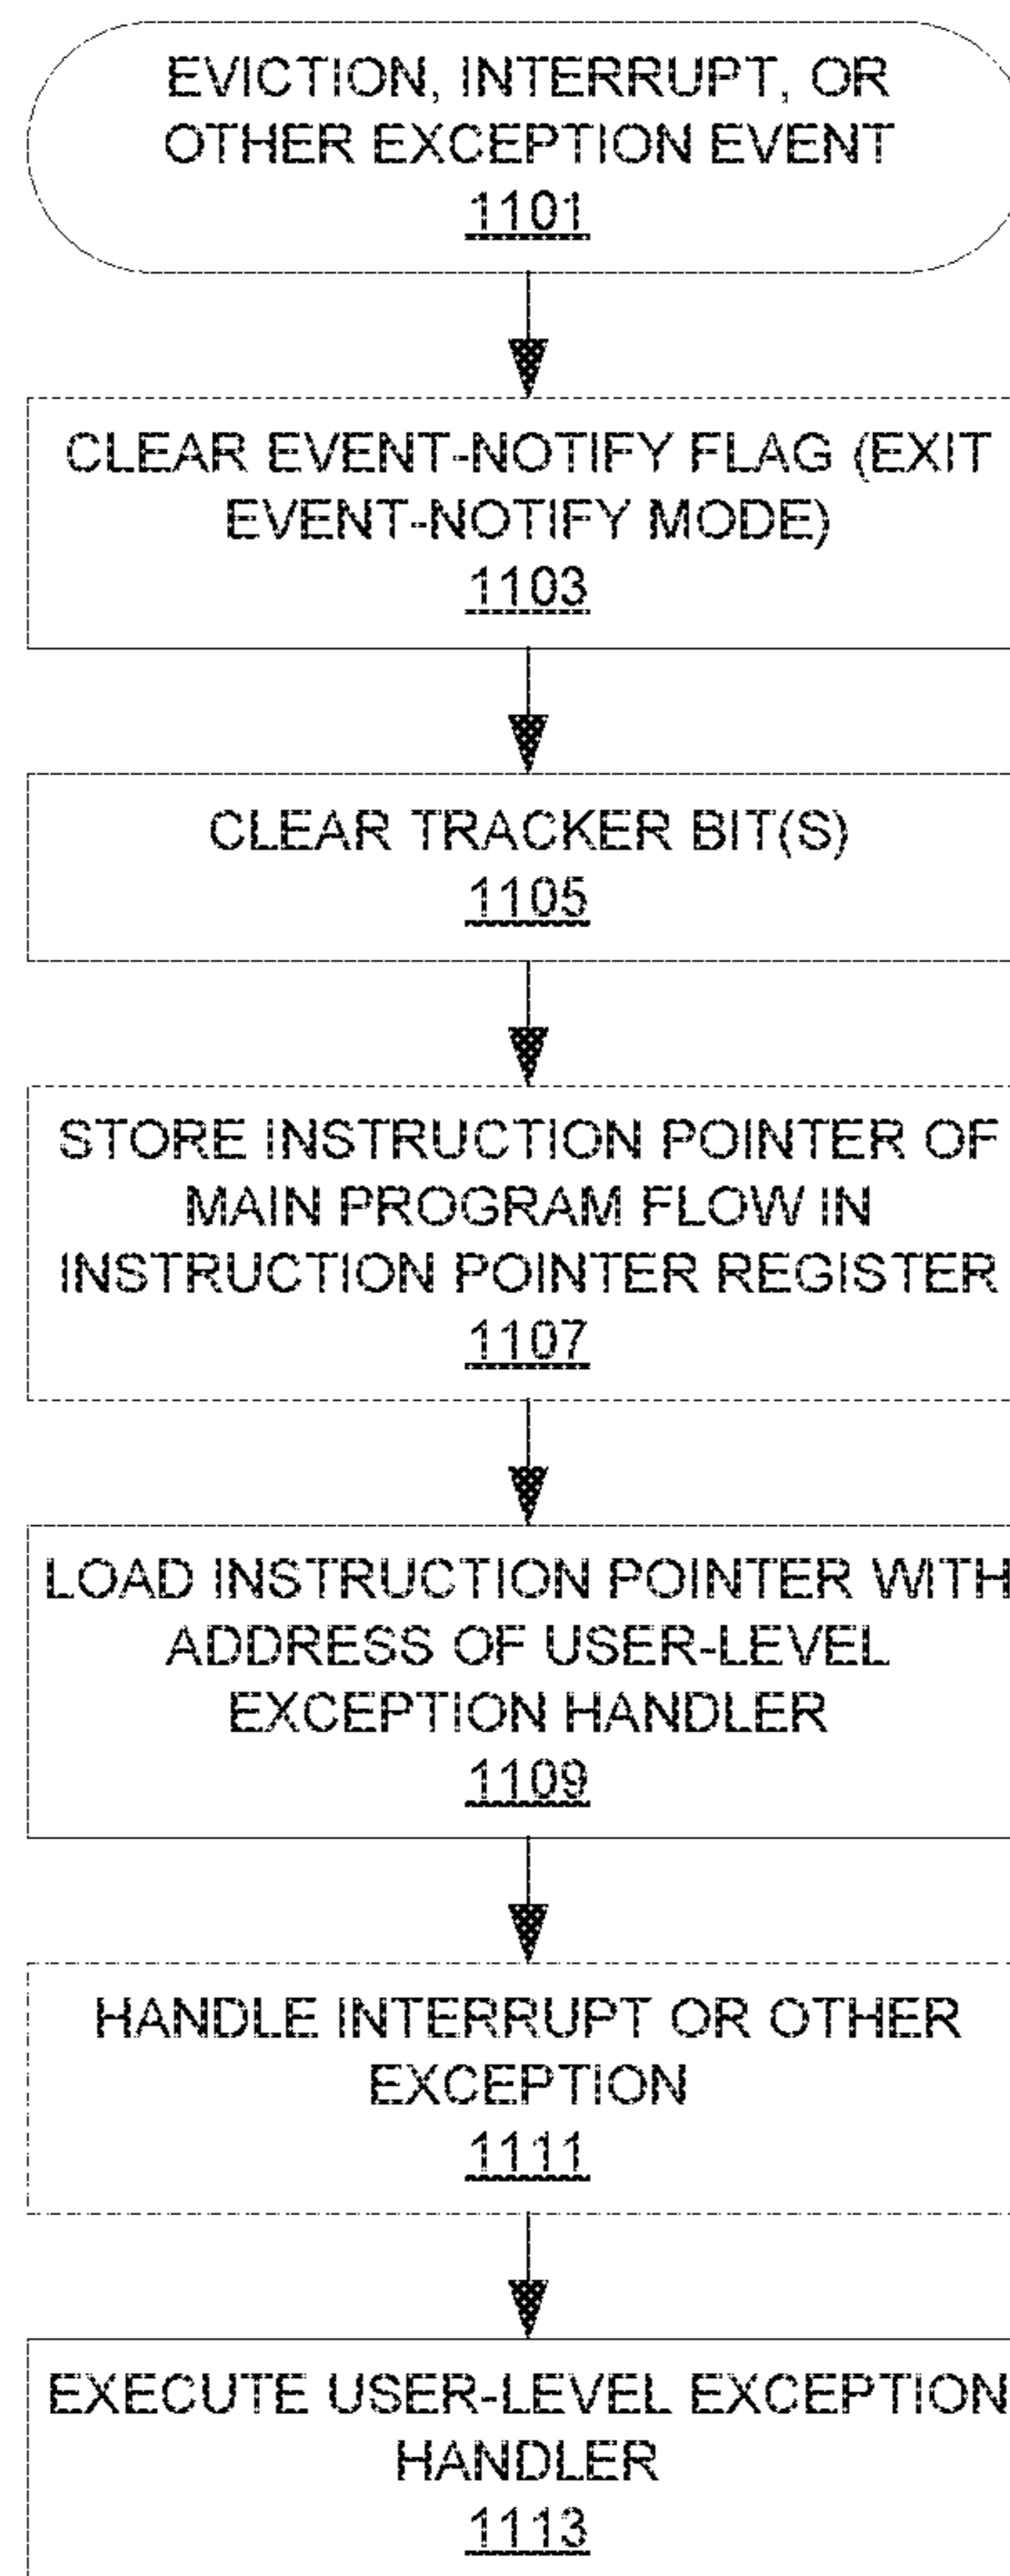 EVICTION, INTERRUPT, OR
OTHER EXCEPTION EVENT
1101
CLEAR EVENT-NOTIFY FLAG (EXIT
EVENT-NOTIFY MODE)
1103
CLEAR TRACKER BIT(S)
1105
STORE INSTRUCTION POINTER OF
MAIN PROGRAM FLOW IN
INSTRUCTION POINTER REGISTER
1107
LOAD INSTRUCTION POINTER WITH
ADDRESS OF USER-LEVEL
EXCEPTION HANDLER
1109
HANDLE INTERRUPT OR OTHER
EXCEPTION
1111
EXECUTE USER-LEVEL EXCEPTION
HANDLER
1113